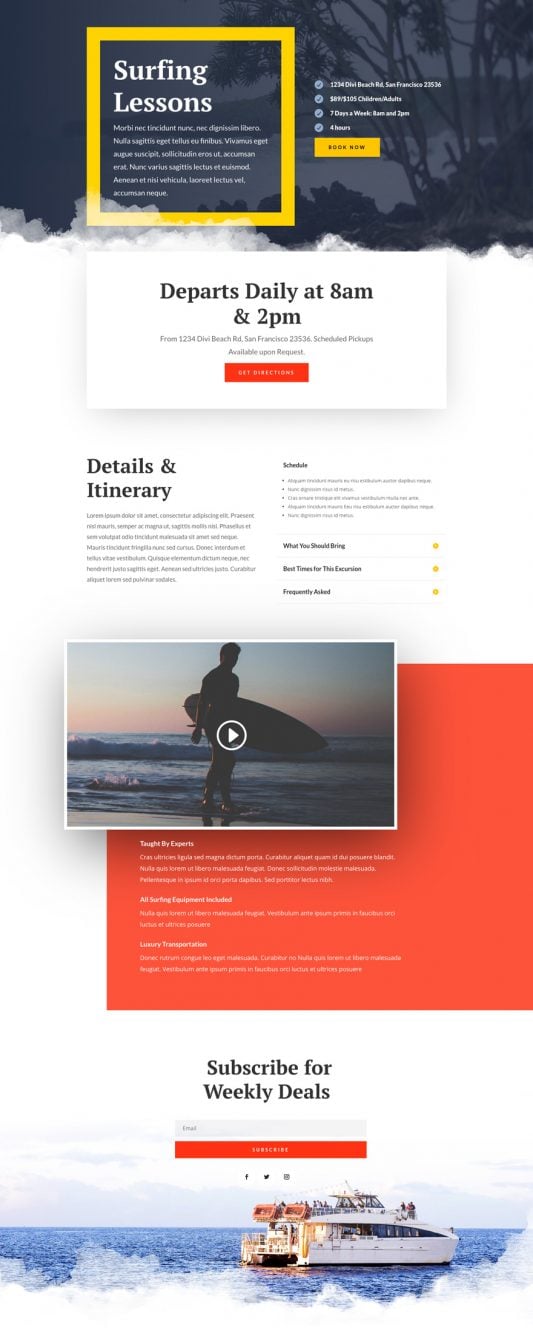 Surfing
Lessons
Morbi nec tincidunt nunc, nec dignissim libero.
Nulla sagittis eget tellus eu finibus. Vivamus eget
augue suscipit, sollicitudin eros ut, accumsan
erat. Nunc varius sagittis lectus et euismod.
Aenean et nisi vehicula, laoreet lectus vel,
accumsan neque.
1234 Divi Beach Rd, San Francisco 23536
$89/$105 Children/Adults
7 Days a Week: 8am and 2pm
4 hours
BOOK NOW
Departs Daily at 8am
& 2pm
From 1234 Divi Beach Rd, San Francisco 23536. Scheduled Pickups
Available upon Request.
GET DIRECTIONS
Details &
Itinerary
Lorem ipsum dolor sit amet, consectetur adipiscing elit. Praesent
nisl mauris, semper ac magna ut, sagittis mollis nisi. Phasellus et
sem volutpat odio tincidunt malesuada sit amet sed neque.
Mauris tincidunt fringilla nunc sed cursus. Donec interdum et
tellus vitae vestibulum. Quisque elementum dictum neque, nec
hendrerit justo sagittis eget. Aenean sed ultricies justo. Curabitur
aliquet lorem sed pulvinar sodales.
Schedule
Aliquam tincidunt mauris eu risu estibulum auctor dapibus neque.
Nunc dignissim risus id metus.
Cras ornare tristique elit vivamus vestibulum nulla nec ante.
Aliquam tincidunt mauris tieu risu estibulum auctor dapibus neque.
Nunc dignissim risus id metus.
What You Should Bring
Best Times for This Excursion
Frequently Asked
Taught By Experts
Cras ultricies ligula sed magna dictum porta. Curabitur aliquet quam id dui posuere blandit.
Nulla quis lorem ut libero malesuada feugiat. Donec sollicitudin molestie malesuada.
Pellentesque in ipsum id orci porta dapibus. Sed porttitor lectus nibh.
All Surfing Equipment Included
Nulla quis lorem ut libero malesuada feugiat. Vestibulum ante ipsum primis in faucibus orci
luctus et ultrices posuere
Luxury Transportation
Donec rutrum congue leo eget malesuada. Curabitur no Nulla quis lorem ut libero malesuada
feugiat. Vestibulum ante ipsum primis in faucibus orci luctus et ultrices posuere
Subscribe for
Weekly Deals
Email
SUBSCRIBE